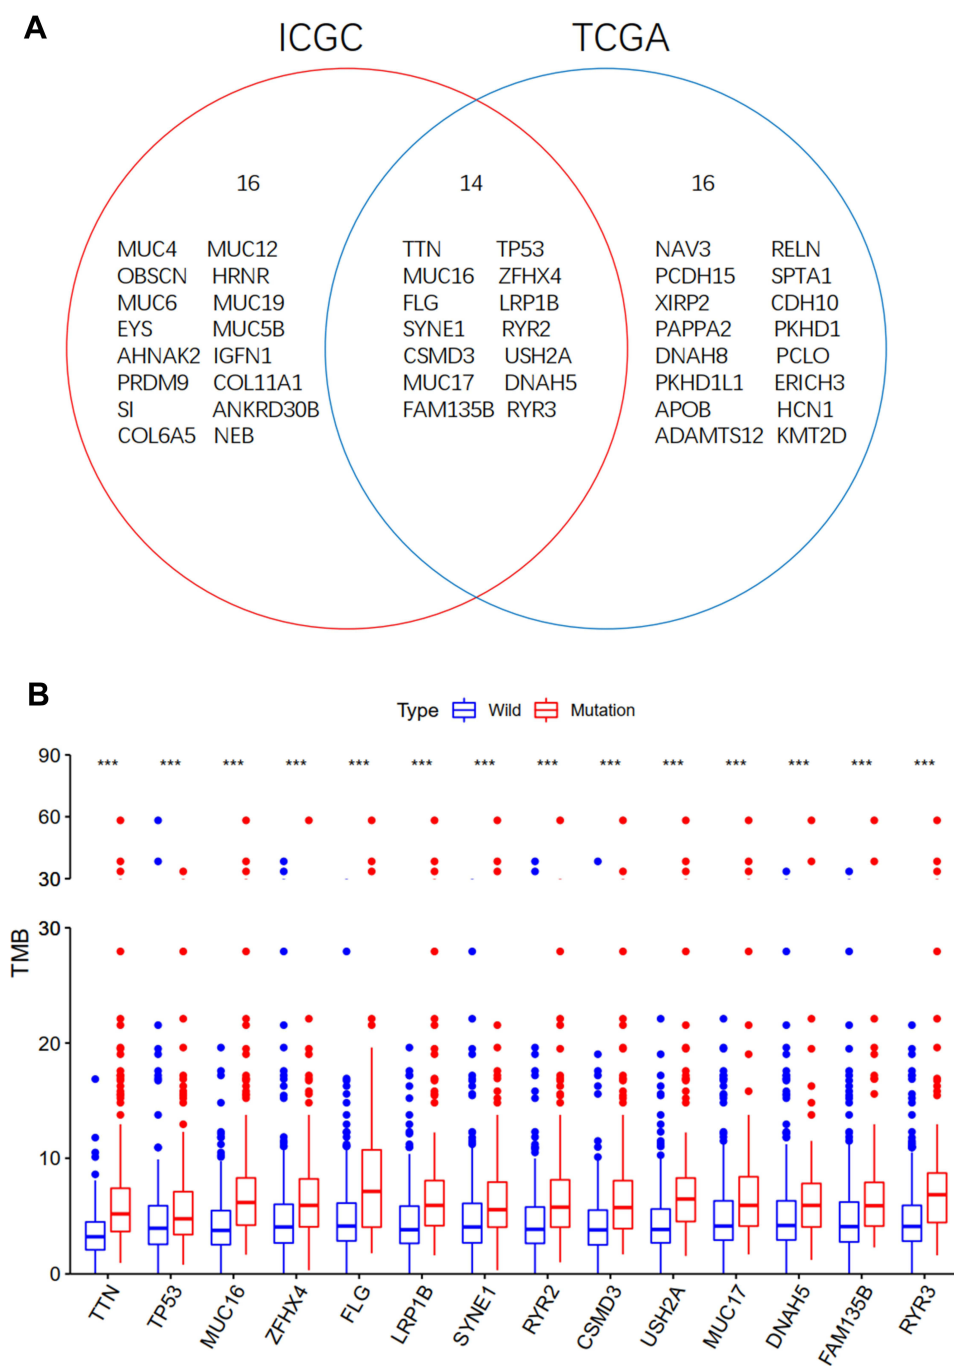 A
ICGC TCGA
16 14 16
MUC4 MUC12 TTN TP53 NAV3 RELN
OBSCN HRNR MUC16 ZFHX4 PCDH15 SPTA1
MUC6 MUC19 FLG LRP1B XIRP2 CDH10
EYS MUC5B SYNE1 RYR2 PAPPA2 PKHD1
AHNAK2 IGFN1 CSMD3 USH2A DNAH8 PCLO
PRDM9 COL11A1 MUC17 DNAH5 PKHD1L1 ERICH3
SI ANKRD30B FAM135B RYR3 APOB HCN1
COL6A5 NEB ADAMTS12 KMT2D
B
Type Wild Mutation
90
*** *** *** *** *** *** *** *** *** *** *** *** *** ***
60
30
30
TMB
20
10
0
TTN TP53 MUC16 ZFHX4 FLG LRP1B SYNE1 RYR2 CSMD3 USH2A MUC17 DNAH5 FAM135B RYR3